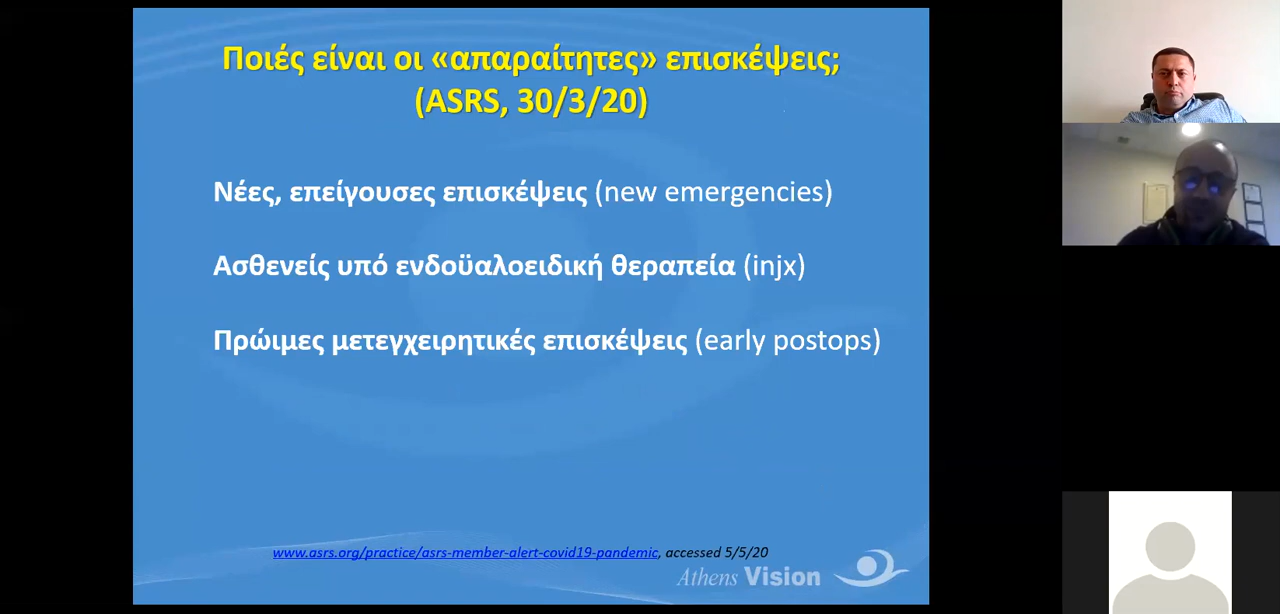 Ποιές είναι οι «απαραίτητες» επισκέψεις;
(ASRS, 30/3/20)
Νέες, επείγουσες επισκέψεις (new emergencies)
Ασθενείς υπό ενδοϋαλοειδική θεραπεία (injx)
Πρώιμες μετεγχειρητικές επισκέψεις (early postops)
www.asrs.org/practice/asrs-member-alert-covid19-pandemic, accessed 5/5/20
Athens Vision